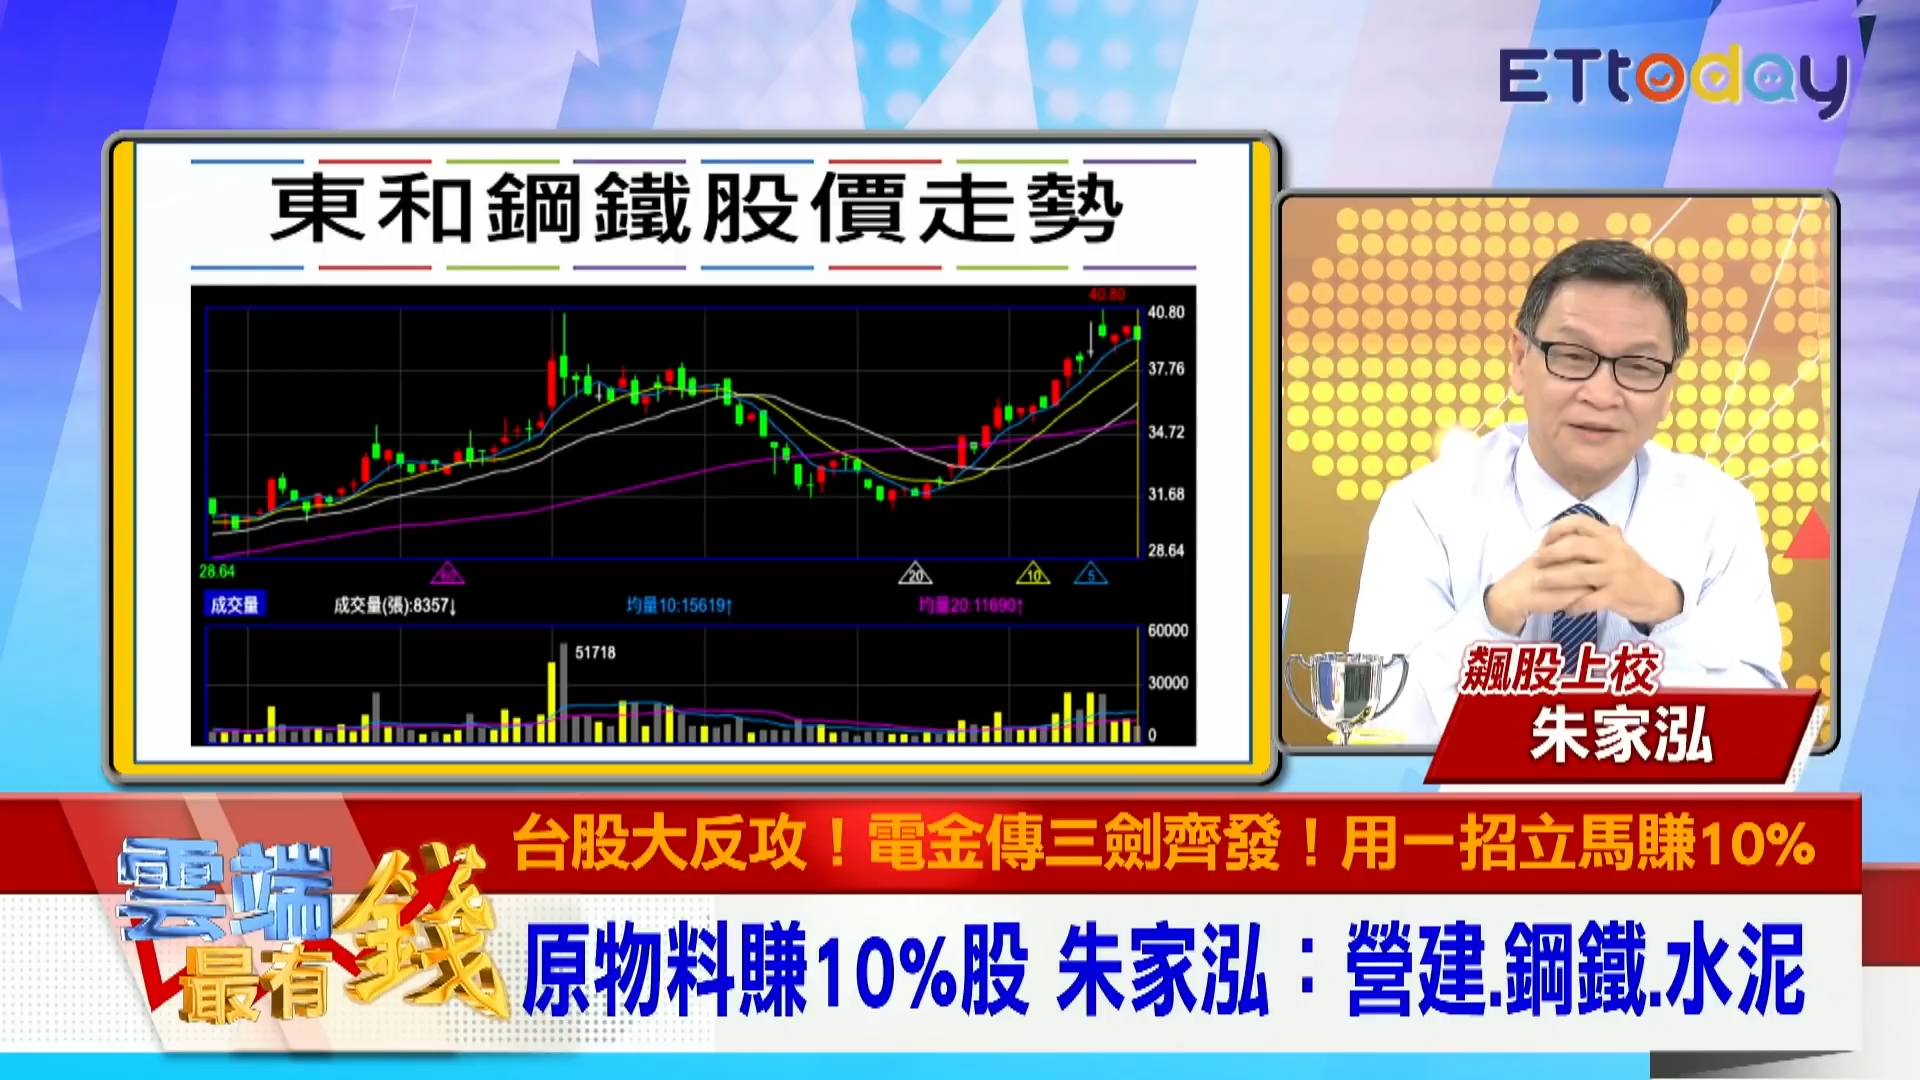 ETtoday
東和鋼鐵股價走勢
40.80
40.80
37.76
34.72
31.68
28.64
28.64
60
20
10
5
成交量
成交量(張):8357↓
均量10:15619↑
均量20:11690↑
60000
51718
30000
0
飆股上校
朱家泓
雲端
最有
錢
台股大反攻！電金傳三劍齊發！用一招立馬賺10%
原物料賺10%股 朱家泓：營建.鋼鐵.水泥